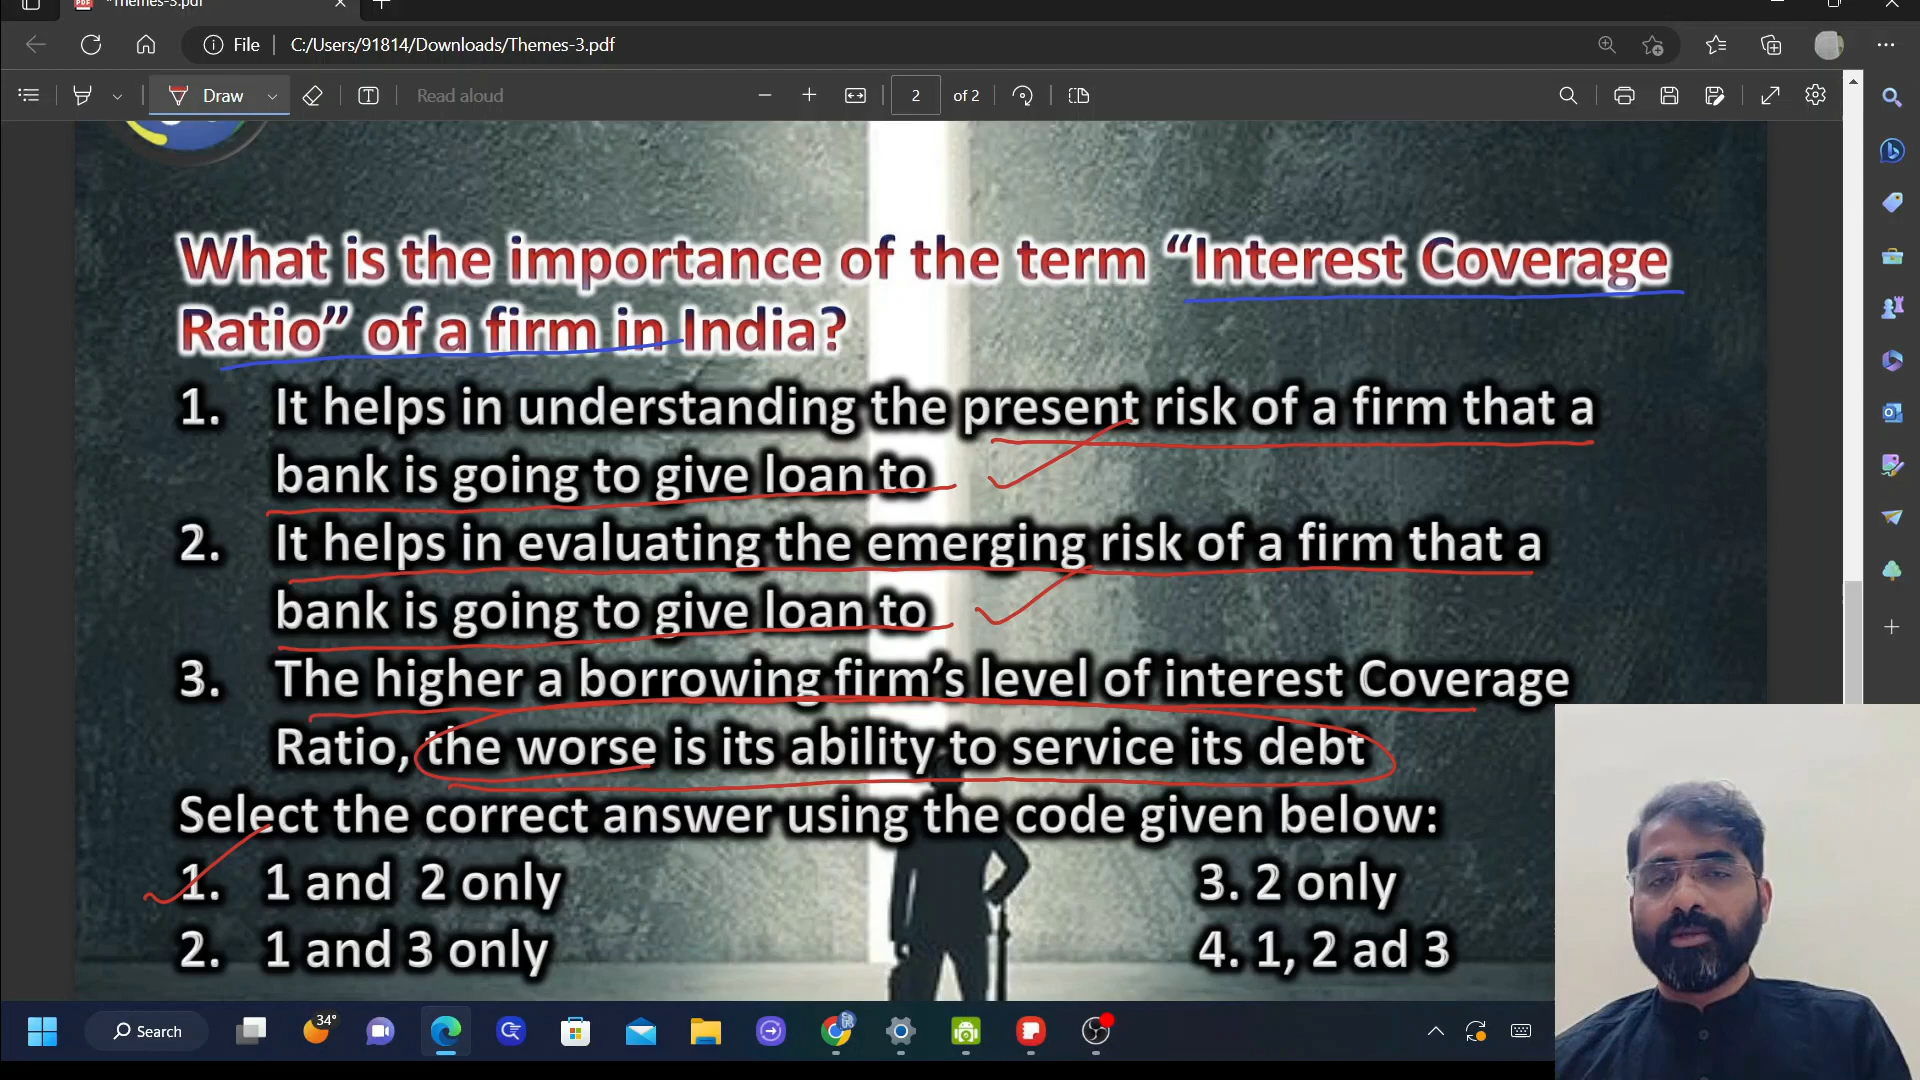 *Themes-3.pdf
File
C:/Users/91814/Downloads/Themes-3.pdf
Draw
Read aloud
2
of 2
What is the importance of the term “Interest Coverage
Ratio” of a firm in India?
1. It helps in understanding the present risk of a firm that a
bank is going to give loan to
2. It helps in evaluating the emerging risk of a firm that a
bank is going to give loan to
3. The higher a borrowing firm’s level of interest Coverage
Ratio, the worse is its ability to service its debt
Select the correct answer using the code given below:
1. 1 and 2 only
3. 2 only
2. 1 and 3 only
4. 1, 2 ad 3
Search
34°